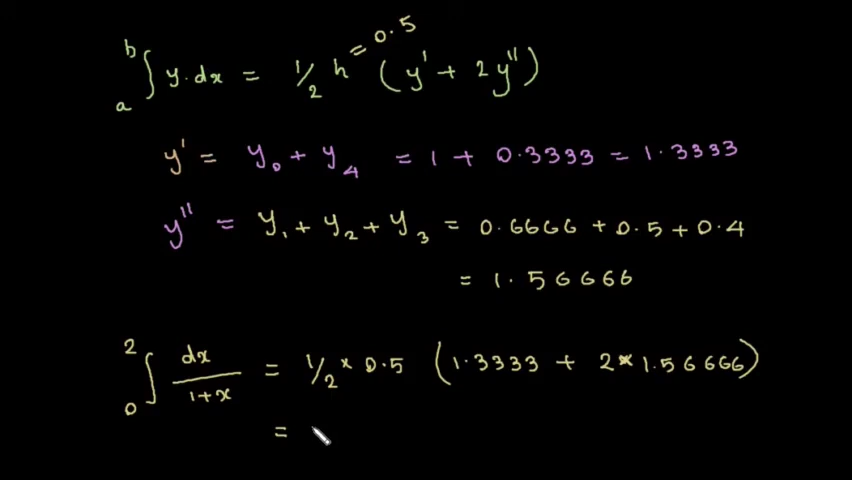 b∫a y.dx = 1/2 h = 0.5 (y' + 2y")
y' = y0 + y4 = 1 + 0.3333 = 1.3333
y" = y1 + y2 + y3 = 0.6666 + 0.5 + 0.4
= 1.56666
2∫0 dx/1+x = 1/2 * 0.5 (1.3333 + 2*1.56666)
=